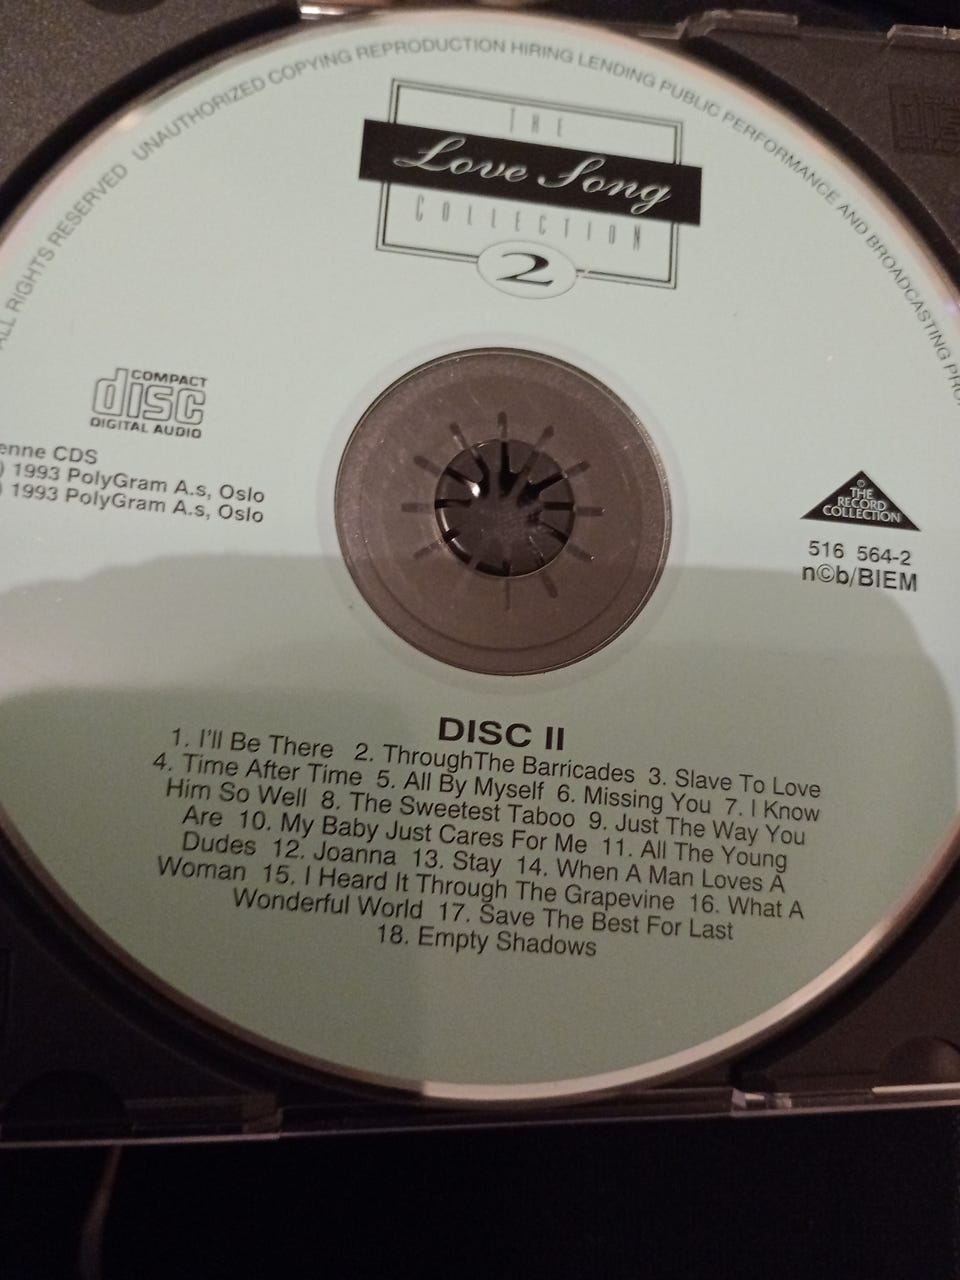 ALL RIGHTS RESERVED UNAUTHORIZED COPYING REPRODUCTION HIRING LENDING PUBLIC PERFORMANCE AND BROADCASTING
THE
Love Song
COLLECTION
2
COMPACT
disc
DIGITAL AUDIO
CDS
1993 PolyGram A.s, Oslo
1993 PolyGram A.s, Oslo
©
THE
RECORD
COLLECTION
516 564-2
n©b/BIEM
DISC II
1. I'll Be There 2. ThroughThe Barricades 3. Slave To Love
4. Time After Time 5. All By Myself 6. Missing You 7. I Know
Him So Well 8. The Sweetest Taboo 9. Just The Way You
Are 10. My Baby Just Cares For Me 11. All The Young
Dudes 12. Joanna 13. Stay 14. When A Man Loves A
Woman 15. I Heard It Through The Grapevine 16. What A
Wonderful World 17. Save The Best For Last
18. Empty Shadows